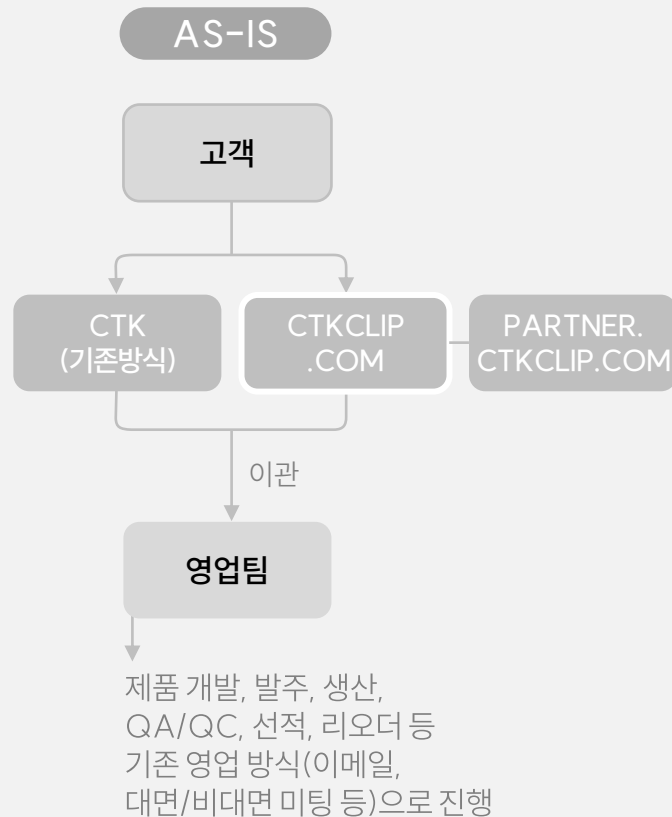 AS-IS
고객
CTK
(기존방식)
CTKCLIP
.COM
PARTNER.
CTKCLIP.COM
이관
영업팀
제품 개발, 발주, 생산,
QA/QC, 선적, 리오더 등
기존 영업 방식(이메일,
대면/비대면 미팅 등)으로 진행